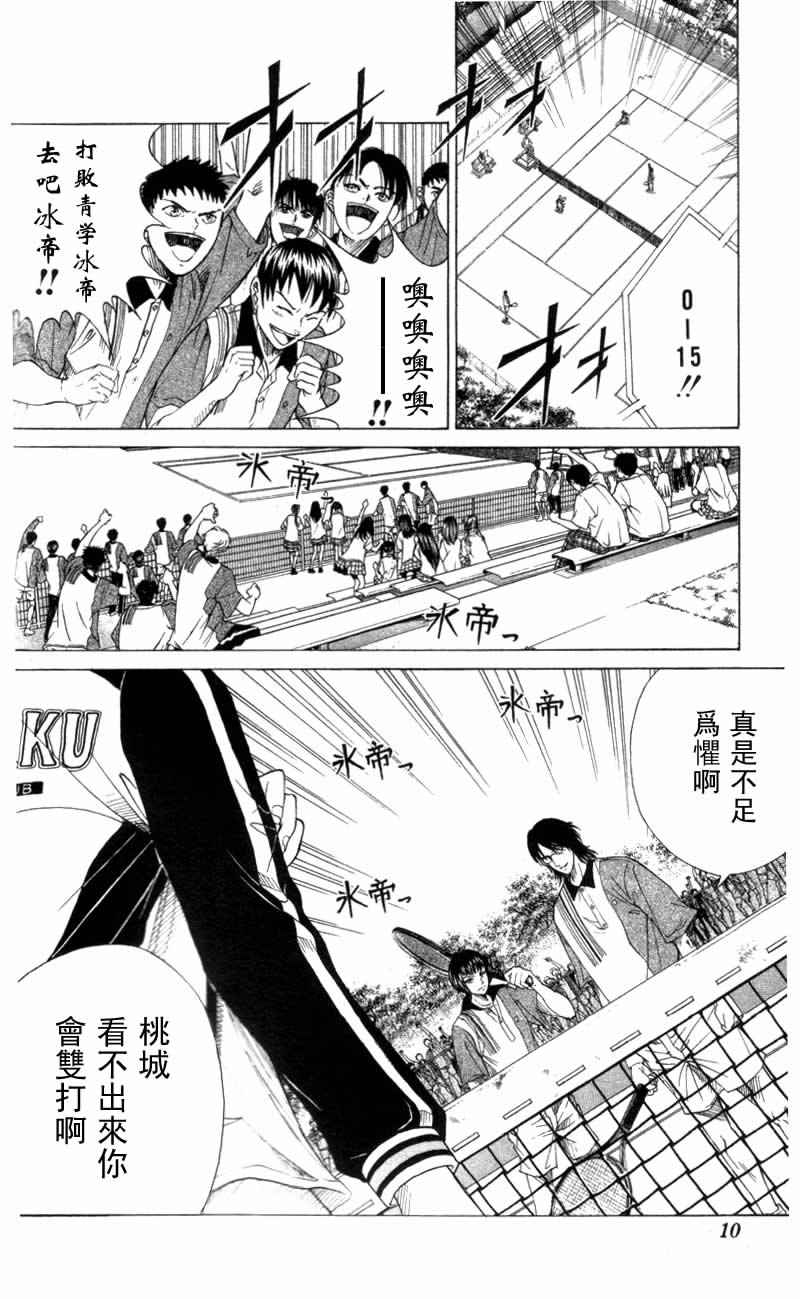 0-15!!
オオオオオ
噢噢噢噢——!!
打敗青学冰帝
去吧冰帝!!
冰帝っ
冰帝っ
真是不足
爲懼啊
冰帝っ
冰帝っ
冰帝っ
KU
UB
桃城
看不出來你
會雙打啊
10